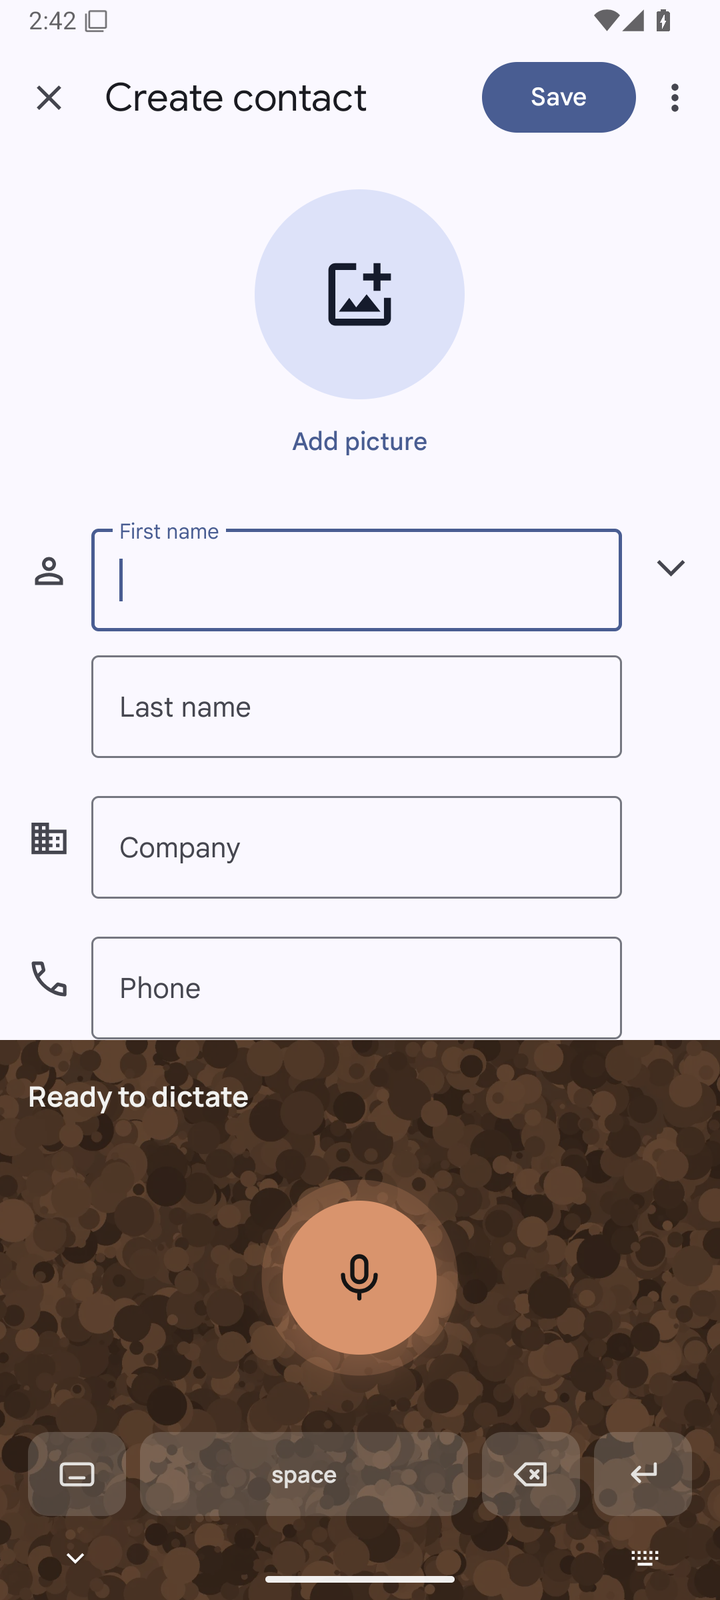 2:42
Create contact
Save
Add picture
First name
Last name
Company
Phone
Ready to dictate
space